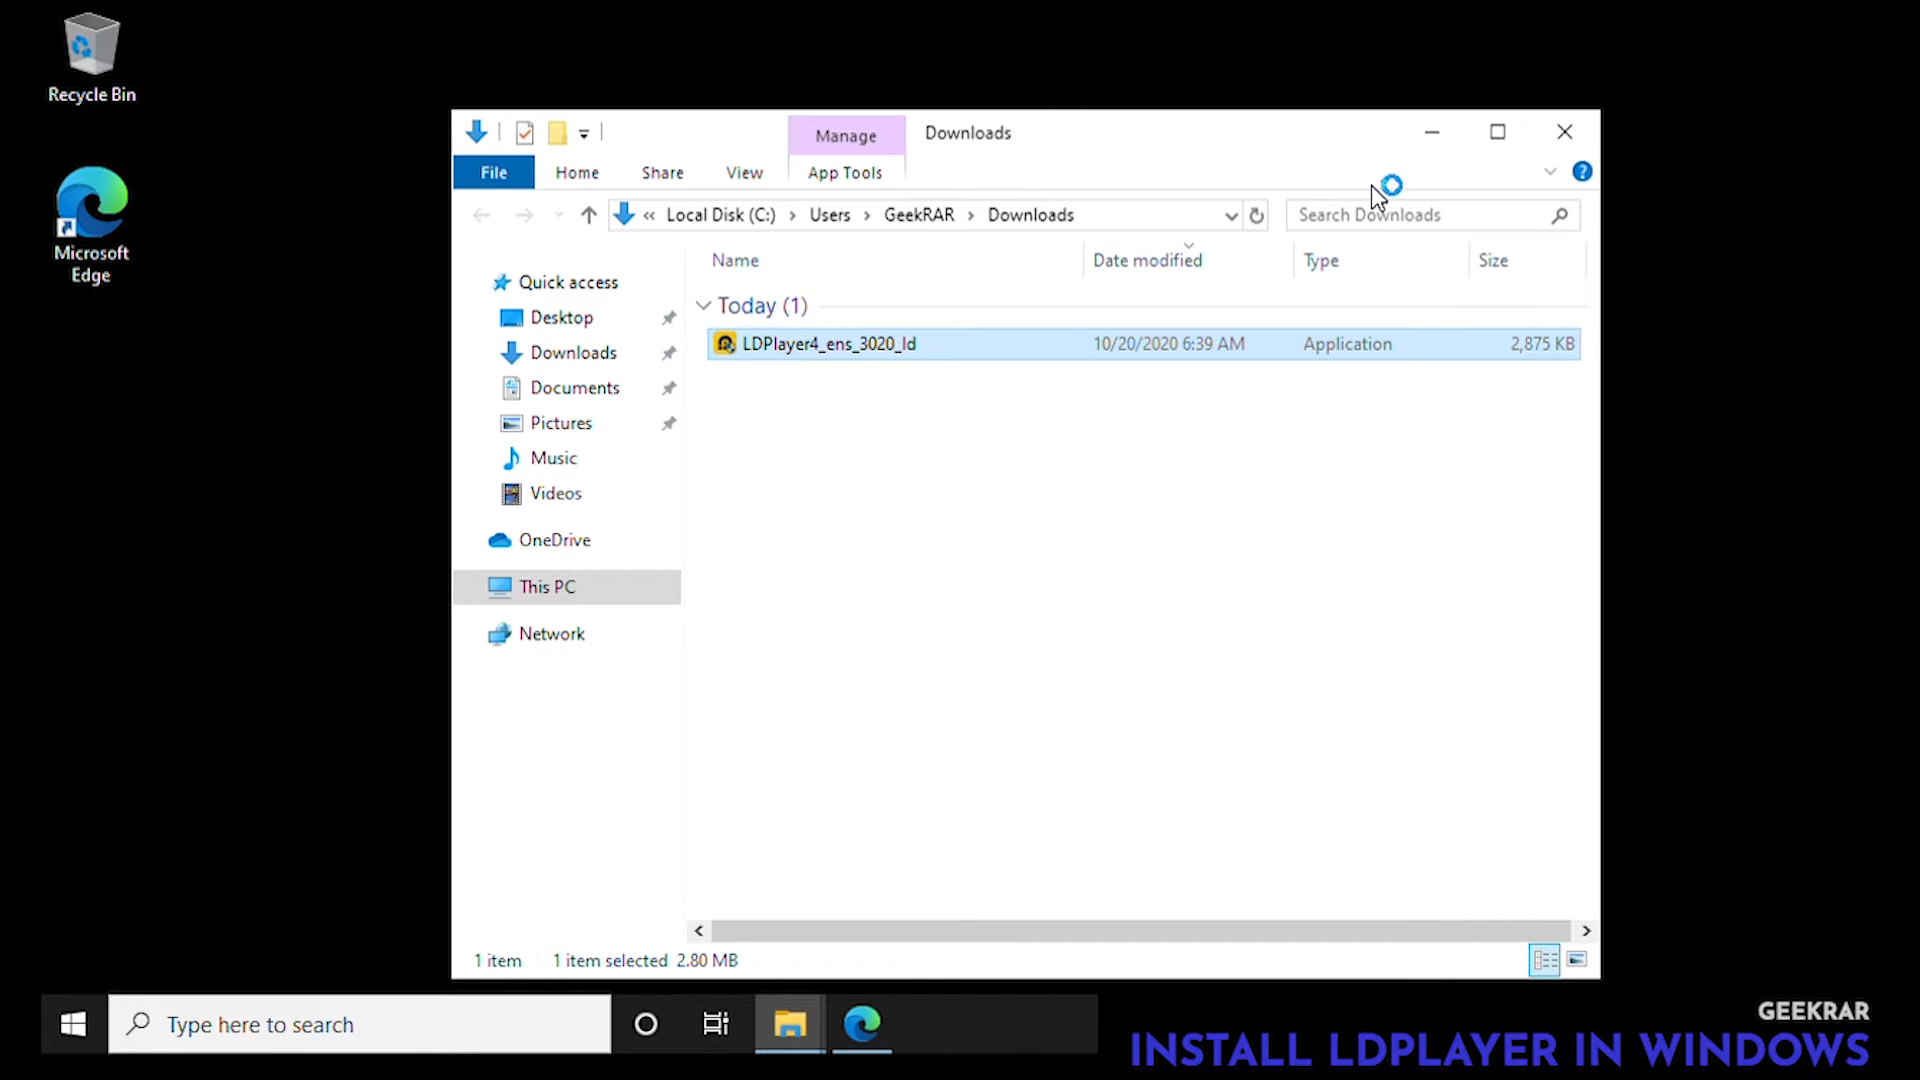 Recycle Bin
Microsoft
Edge
Manage
Downloads
File
Home
Share
View
App Tools
« Local Disk (C:) › Users › GeekRAR › Downloads
Search Downloads
Name
Date modified
Type
Size
Quick access
Desktop
Downloads
Documents
Pictures
Music
Videos
OneDrive
This PC
Network
Today (1)
LDPlayer4_ens_3020_ld
10/20/2020 6:39 AM
Application
2,875 KB
1 item
1 item selected 2.80 MB
Type here to search
GEEKRAR
INSTALL LDPLAYER IN WINDOWS